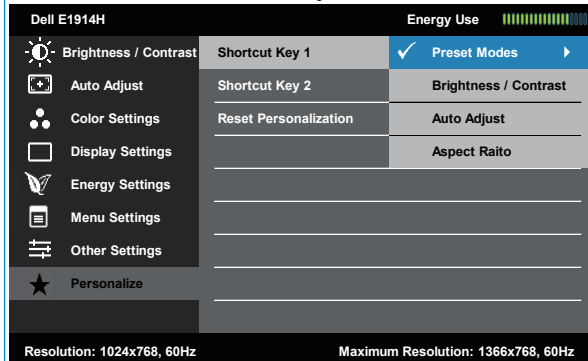 Dell E1914H Energy Use
Brightness / Contrast Shortcut Key 1 Preset Modes
Auto Adjust Shortcut Key 2 Brightness / Contrast
Color Settings Reset Personalization Auto Adjust
Display Settings Aspect Raito
Energy Settings
Menu Settings
Other Settings
Personalize
Resolution: 1024x768, 60Hz Maximum Resolution: 1366x768, 60Hz